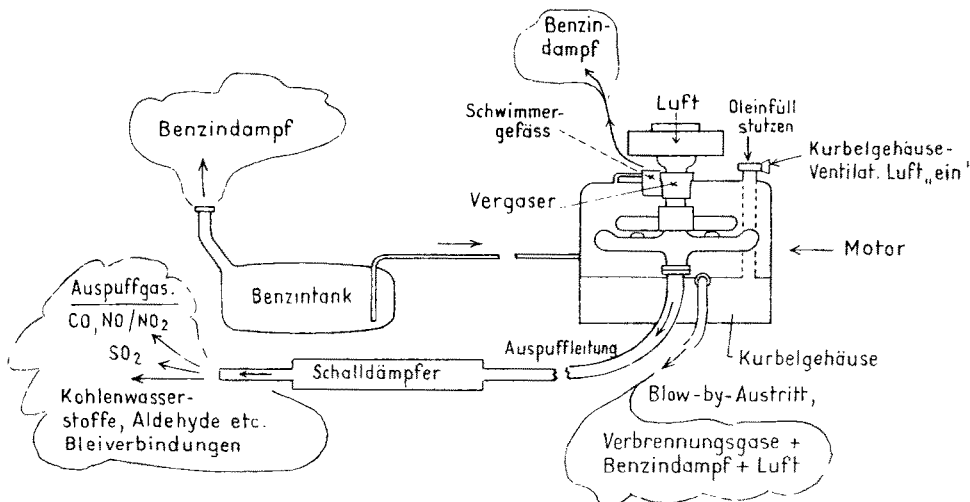 Benzin-
dampf
Luft
Öleinfüll
stutzen
Schwimmer-
gefäss
Kurbelgehäuse-
Ventilat. Luft „ein"
Benzindampf
Vergaser
Motor
Auspuffgas.
CO, NO/NO2
SO2
Kohlenwasser-
stoffe, Aldehyde etc.
Bleiverbindungen
Benzintank
Schalldämpfer
Auspuffleitung
Kurbelgehäuse
Blow-by-Austritt,
Verbrennungsgase +
Benzindampf + Luft